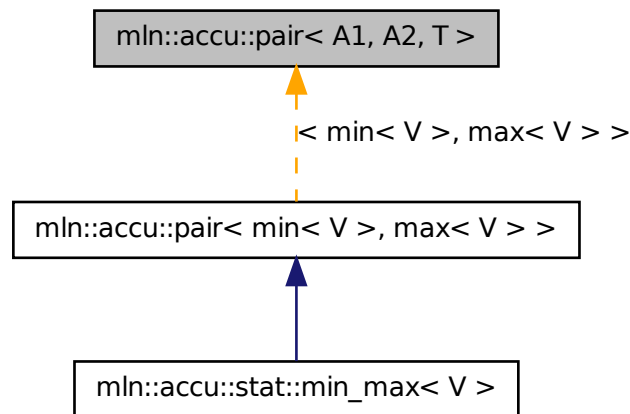 mln::accu::pair< A1, A2, T >
< min< V >, max< V > >
mln::accu::pair< min< V >, max< V > >
mln::accu::stat::min_max< V >